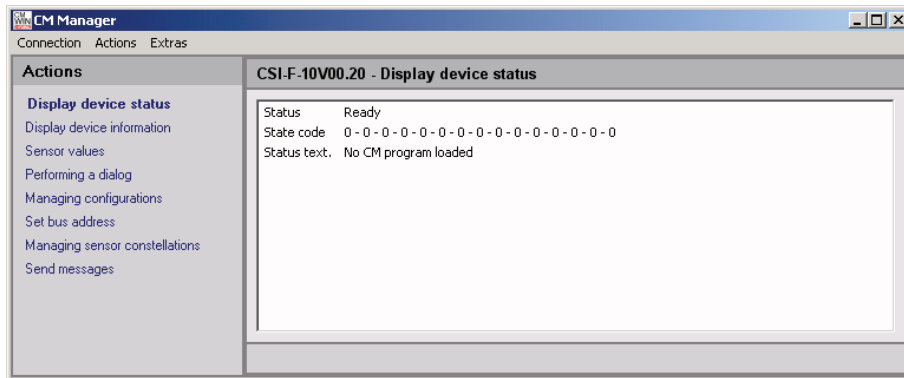 CM Manager
Connection Actions Extras
Actions
Display device status
Display device information
Sensor values
Performing a dialog
Managing configurations
Set bus address
Managing sensor constellations
Send messages
CSI-F-10V00.20 - Display device status
Status Ready
State code 0 - 0 - 0 - 0 - 0 - 0 - 0 - 0 - 0 - 0 - 0 - 0 - 0 - 0 - 0
Status text. No CM program loaded